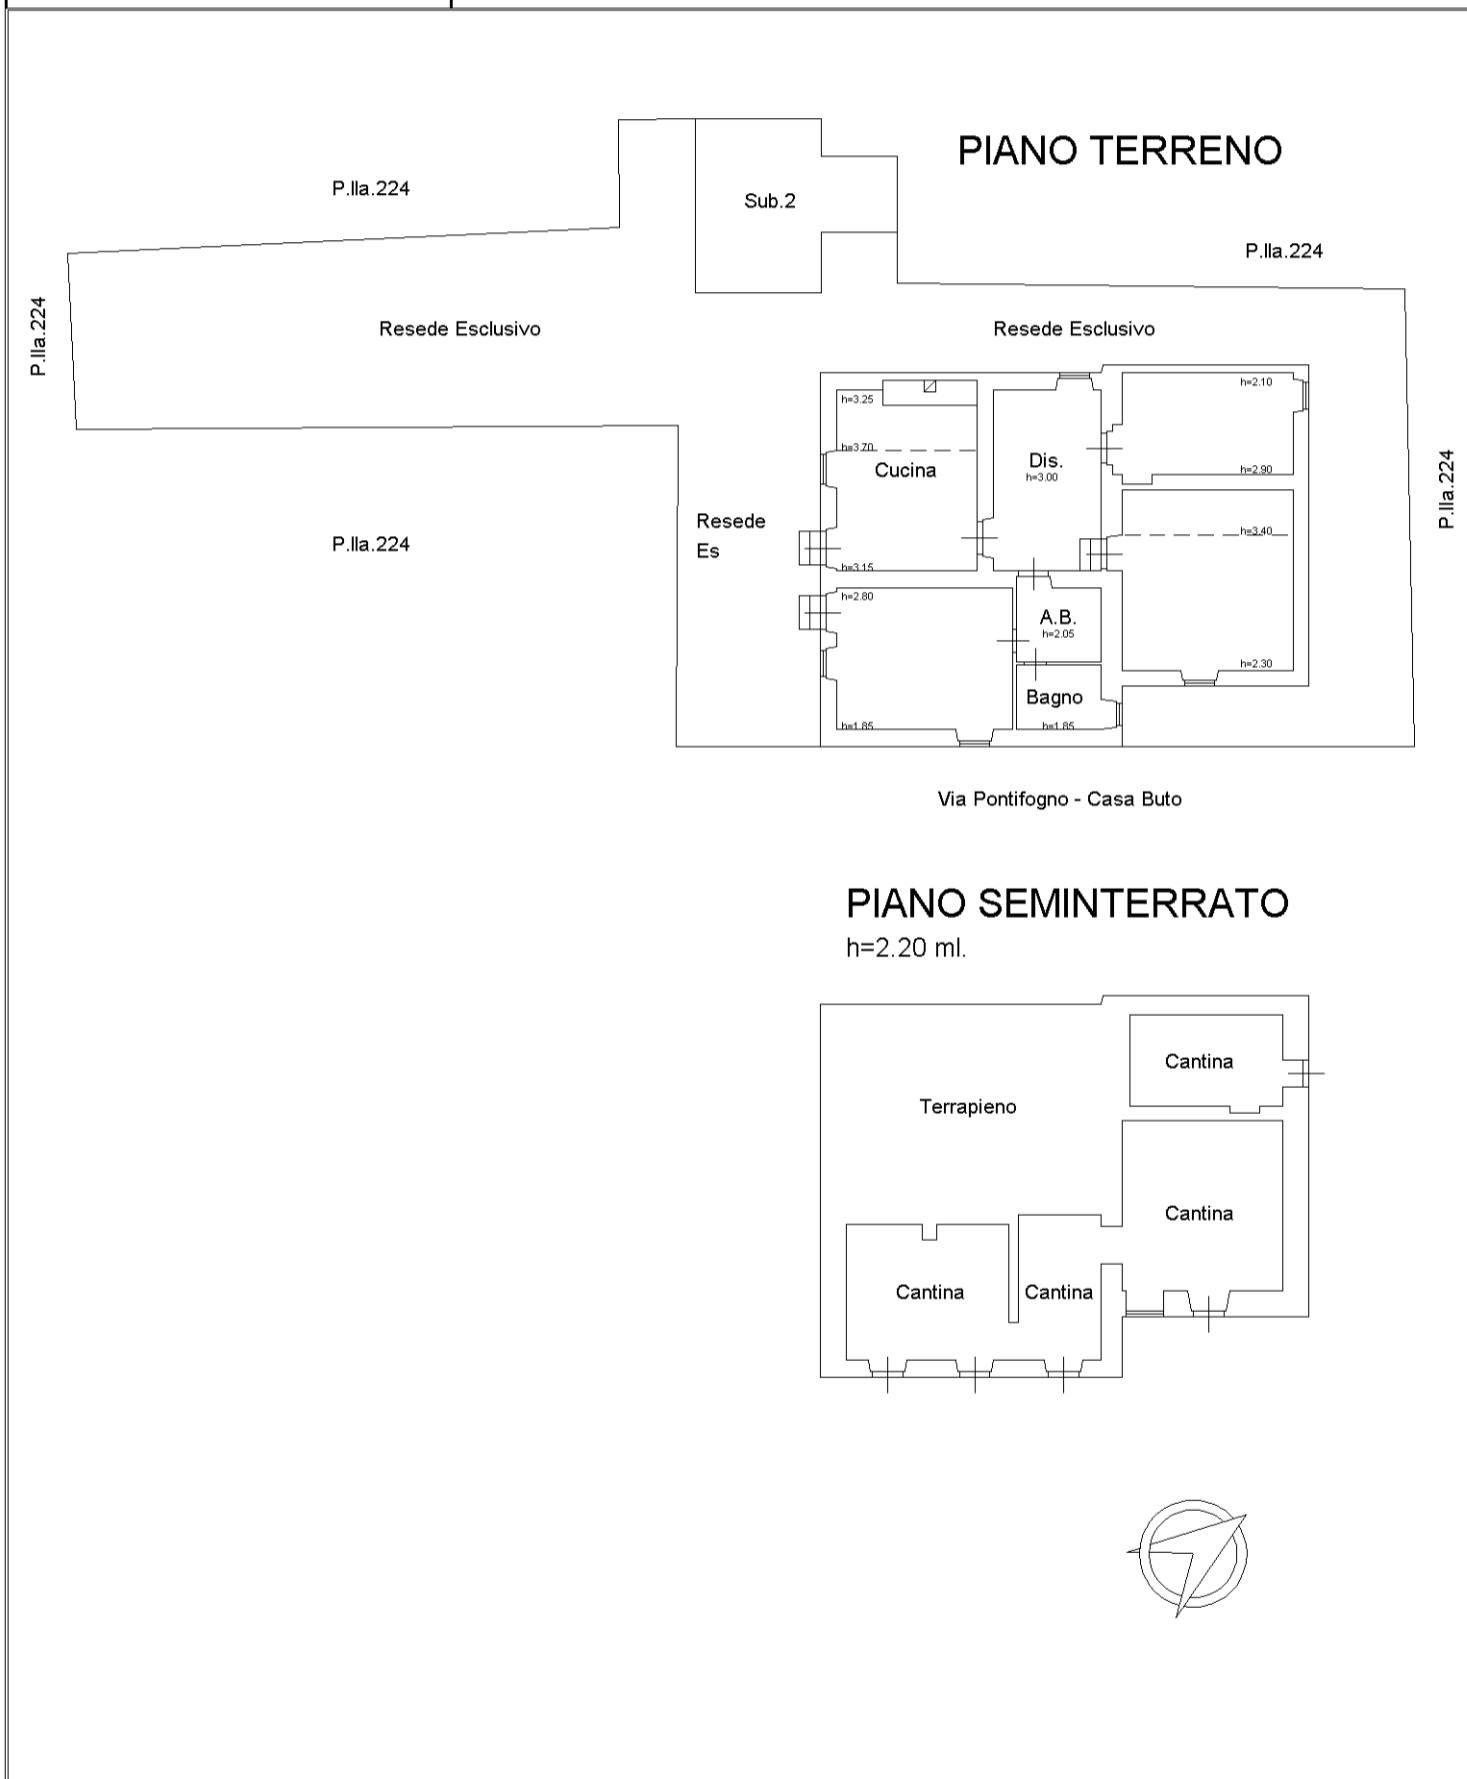 PIANO TERRENO
P.lla.224
Sub.2
P.lla.224
P.lla.224
Resede Esclusivo
Resede Esclusivo
h=3.25
h=2.10
h=3.70
Cucina
Dis.
h=3.00
h=2.90
P.lla.224
Resede
Es
P.lla.224
h=3.40
h=3.15
h=2.80
A.B.
h=2.05
h=2.30
Bagno
h=1.85
h=1.85
Via Pontifogno - Casa Buto
PIANO SEMINTERRATO
h=2.20 ml.
Cantina
Terrapieno
Cantina
Cantina
Cantina